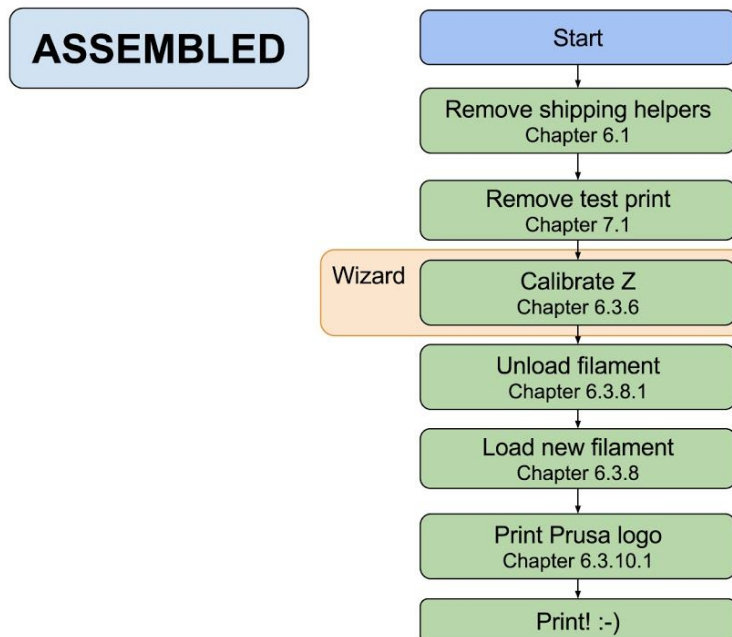 ASSEMBLED
Start
Remove shipping helpers
Chapter 6.1
Remove test print
Chapter 7.1
Wizard
Calibrate Z
Chapter 6.3.6
Unload filament
Chapter 6.3.8.1
Load new filament
Chapter 6.3.8
Print Prusa logo
Chapter 6.3.10.1
Print! :-)